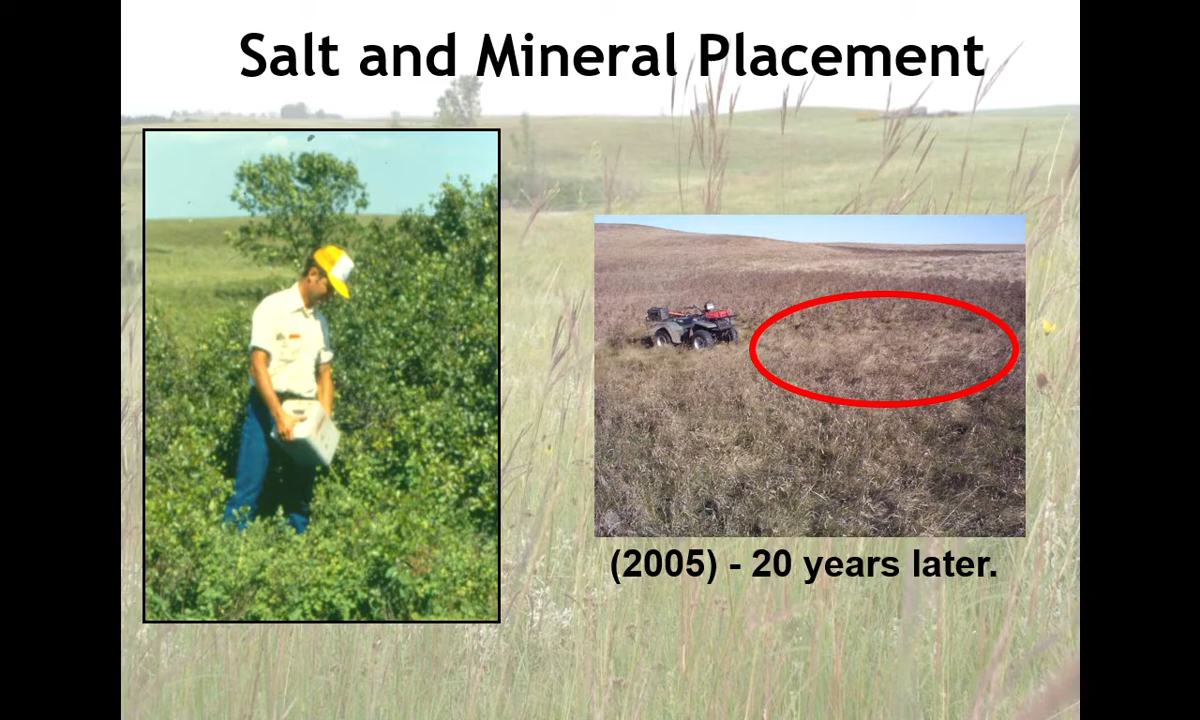 Salt and Mineral Placement
(2005) - 20 years later.